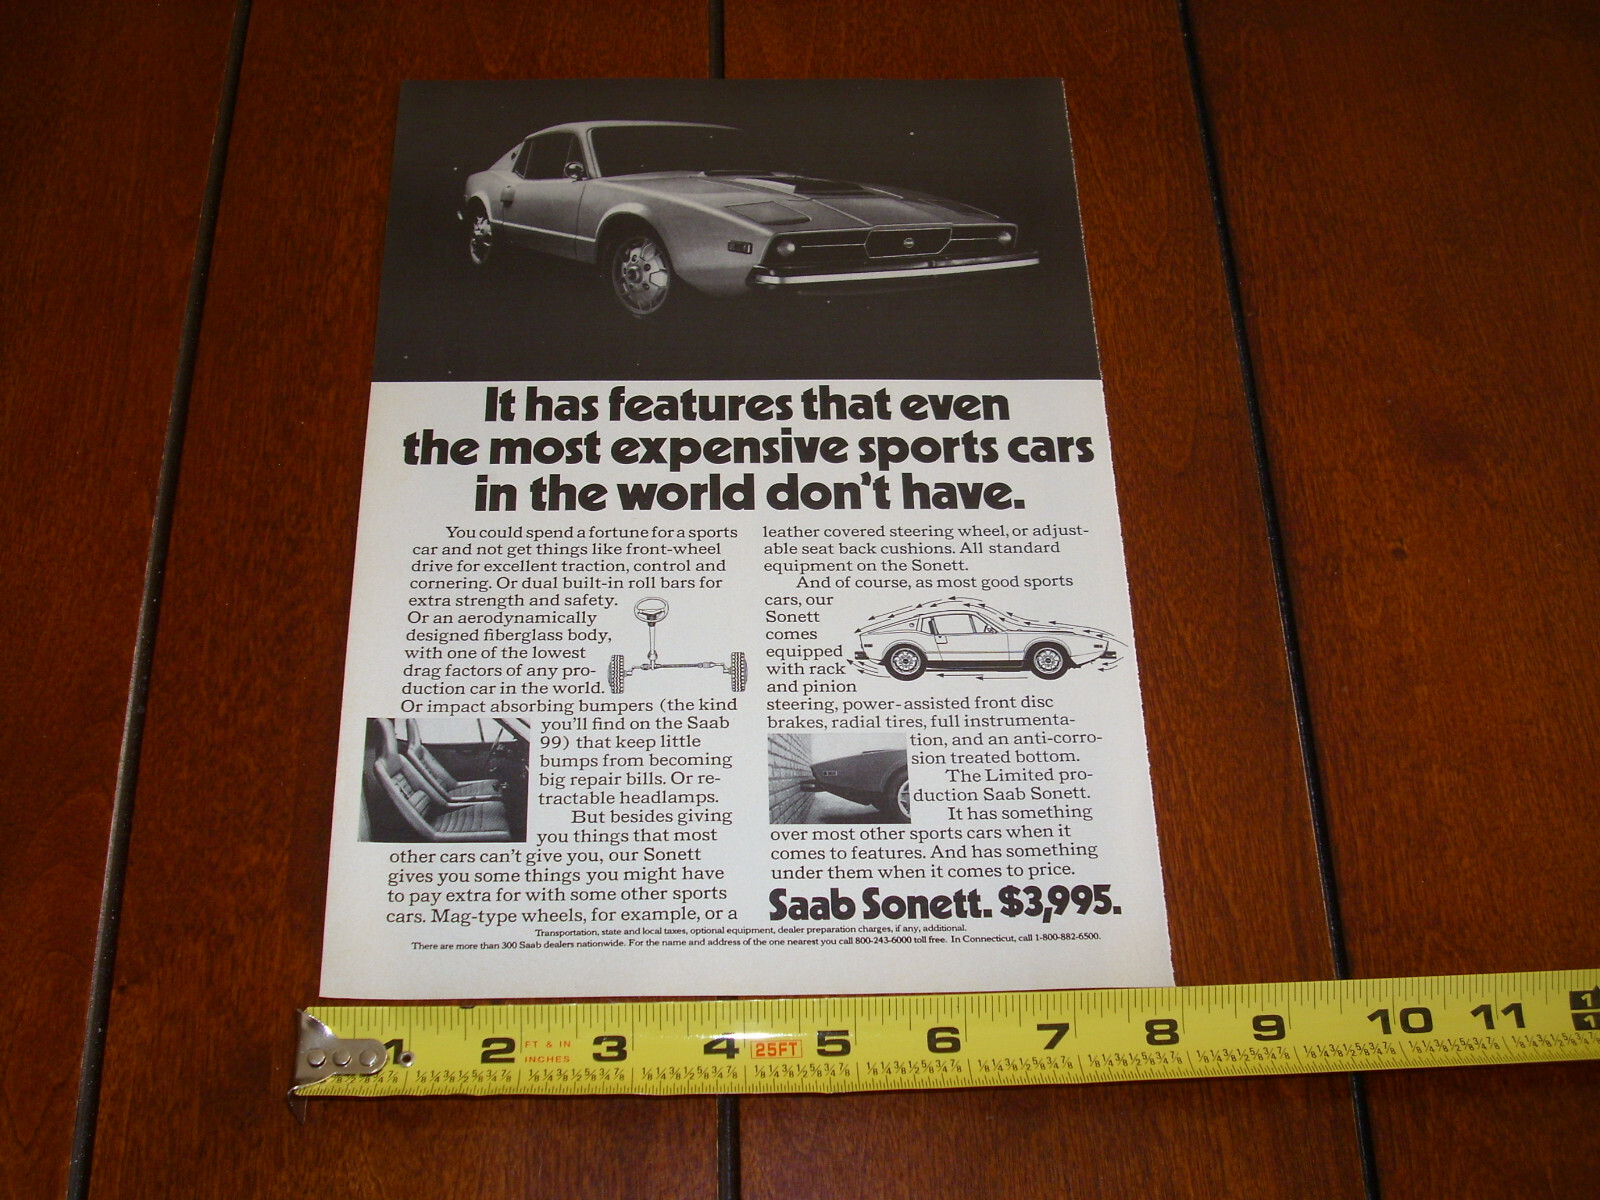 It has features that even
the most expensive sports cars
in the world don't have.
You could spend a fortune for a sports
car and not get things like front-wheel
drive for excellent traction, control and
cornering. Or dual built-in roll bars for
extra strength and safety.
Or an aerodynamically
designed fiberglass body,
with one of the lowest
drag factors of any pro-
duction car in the world.
Or impact absorbing bumpers (the kind
you'll find on the Saab
99) that keep little
bumps from becoming
big repair bills. Or re-
tractable headlamps.
But besides giving
you things that most
other cars can't give you, our Sonett
gives you some things you might have
to pay extra for with some other sports
cars. Mag-type wheels, for example, or a
leather covered steering wheel, or adjust-
able seat back cushions. All standard
equipment on the Sonett.
And of course, as most good sports
cars, our
Sonett
comes
equipped
with rack
and pinion
steering, power-assisted front disc
brakes, radial tires, full instrumenta-
tion, and an anti-corro-
sion treated bottom.
The Limited pro-
duction Saab Sonett.
It has something
over most other sports cars when it
comes to features. And has something
under them when it comes to price.
Saab Sonett. $3,995.
Transportation, state and local taxes, optional equipment, dealer preparation charges, if any, additional.
There are more than 300 Saab dealers nationwide. For the name and address of the one nearest you call 800-243-6000 toll free. In Connecticut, call 1-800-882-6500.
1 2 FT & IN INCHES 3 4 25FT 5 6 7 8 9 10 11